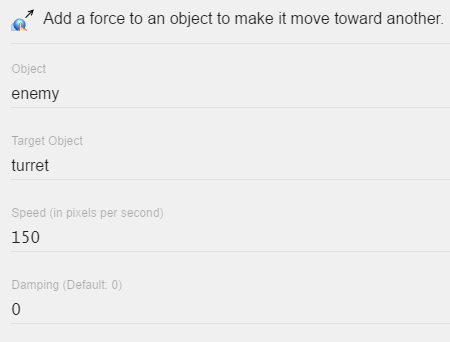 Add a force to an object to make it move toward another.
Object
enemy
Target Object
turret
Speed (in pixels per second)
150
Damping (Default: 0)
0